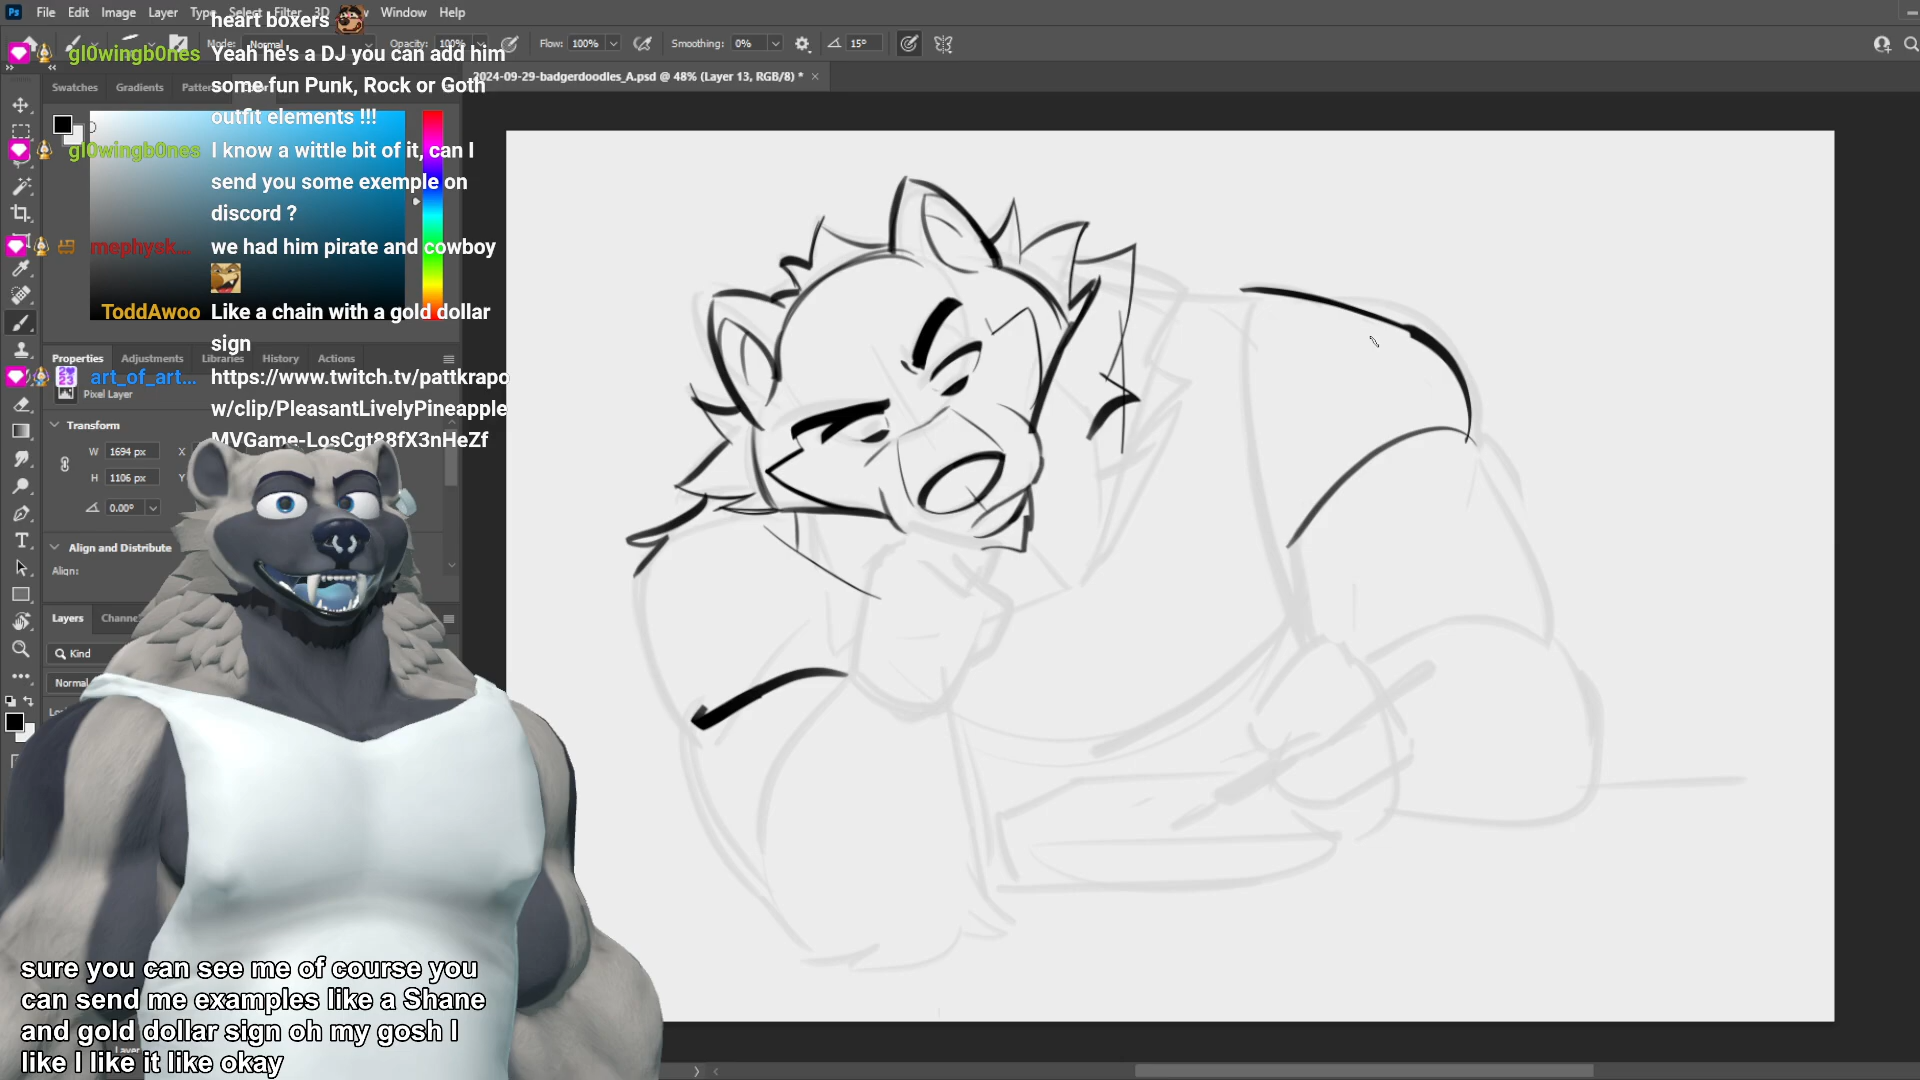 Ps File Edit Image Layer Type Select Filter 3D Window Help
Mode: Normal Opacity: 100% Flow: 100% Smoothing: 0% 15°
2024-09-29-badgerdoodles_A.psd @ 48% (Layer 13, RGB/8) *
Swatches Gradients
heart boxers
gl0wingb0nes Yeah he's a DJ you can add him
some fun Punk, Rock or Goth
outfit elements !!!
gl0wingb0nes I know a wittle bit of it, can I
send you some exemple on
discord ?
mephysk... we had him pirate and cowboy
ToddAwoo Like a chain with a gold dollar
sign
art_of_art... https://www.twitch.tv/pattkrapo
w/clip/PleasantLivelyPineapple
MVGame-LosCgt88fX3nHeZf
Properties Adjustments Libraries History Actions
Pixel Layer
Transform
W 1694 px X
H 1106 px Y
0.00°
Align and Distribute
Align:
Layers
Kind
Normal
sure you can see me of course you
can send me examples like a Shane
and gold dollar sign oh my gosh I
like I like it like okay